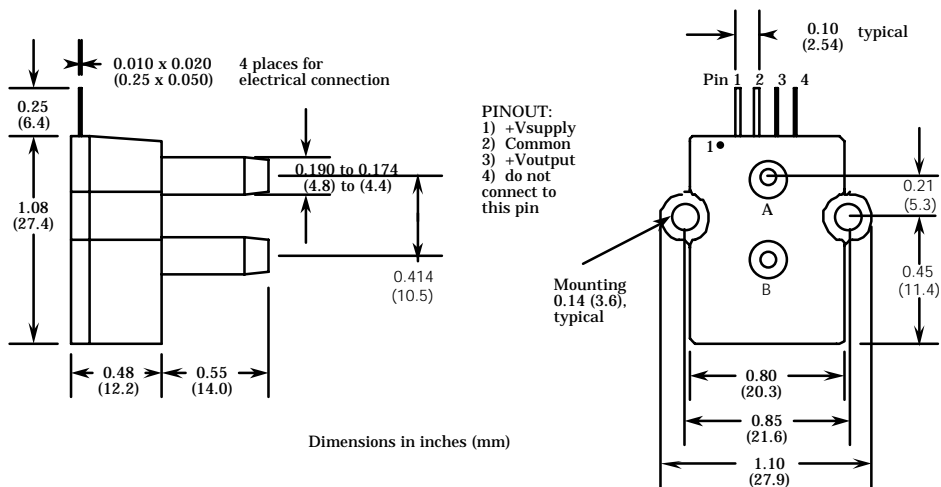 0.010 x 0.020
(0.25 x 0.050)
4 places for
electrical connection
0.25
(6.4)
0.190 to 0.174
(4.8) to (4.4)
1.08
(27.4)
0.414
(10.5)
0.48
(12.2)
0.55
(14.0)
PINOUT:
1) +Vsupply
2) Common
3) +Voutput
4) do not
connect to
this pin
0.10
(2.54)
typical
Pin 1 2 3 4
1
A
B
0.21
(5.3)
0.45
(11.4)
Mounting
0.14 (3.6),
typical
0.80
(20.3)
0.85
(21.6)
1.10
(27.9)
Dimensions in inches (mm)